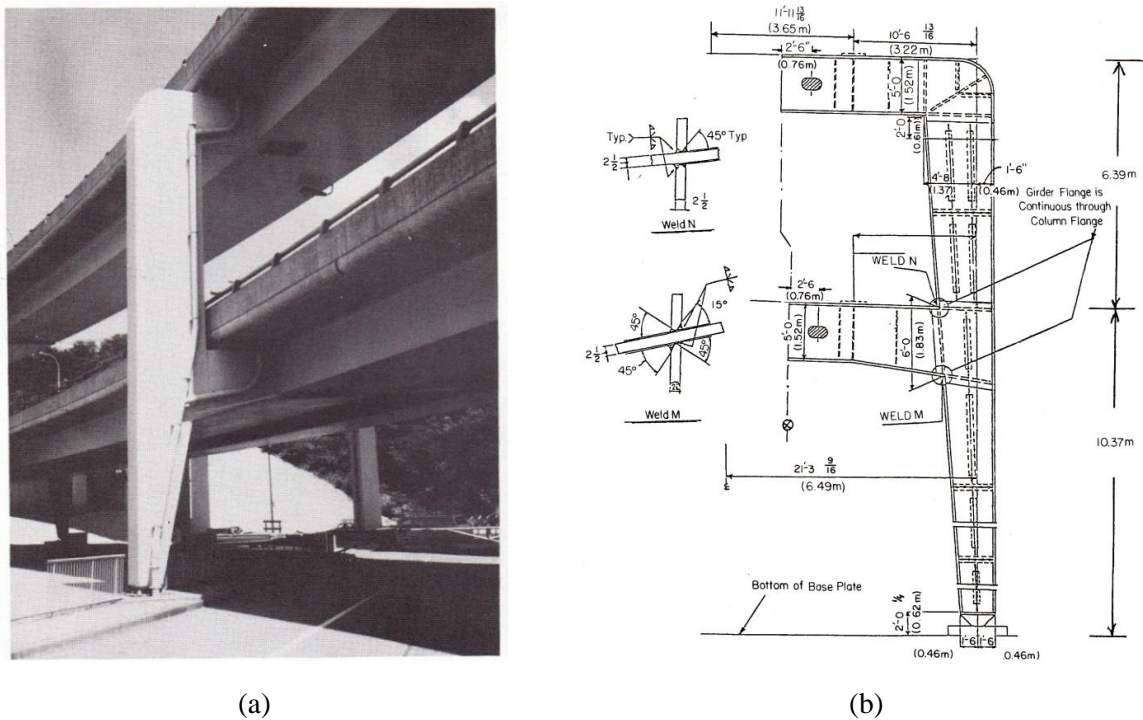 11'-11 13/16
(3.65m)
10'-6 13/16
(3.22m)
2'-6"
(0.76m)
5'-0
(1.52m)
2'-0
(0.61m)
Typ.
45° Typ
2 1/2
2 1/2
Weld N
4'-8
(1.37)
1'-6"
(0.46m)
6.39m
Girder Flange is
Continuous through
Column Flange
WELD N
2'-6
(0.76m)
5'-0
(1.52m)
6'-0
(1.83m)
45°
15°
2 1/2
45°
45°
Weld M
WELD M
10.37m
21'-3 9/16
(6.49m)
Bottom of Base Plate
2'-0
(0.62m)
1'-6
1'-6
(0.46m)
0.46m)
(a)
(b)